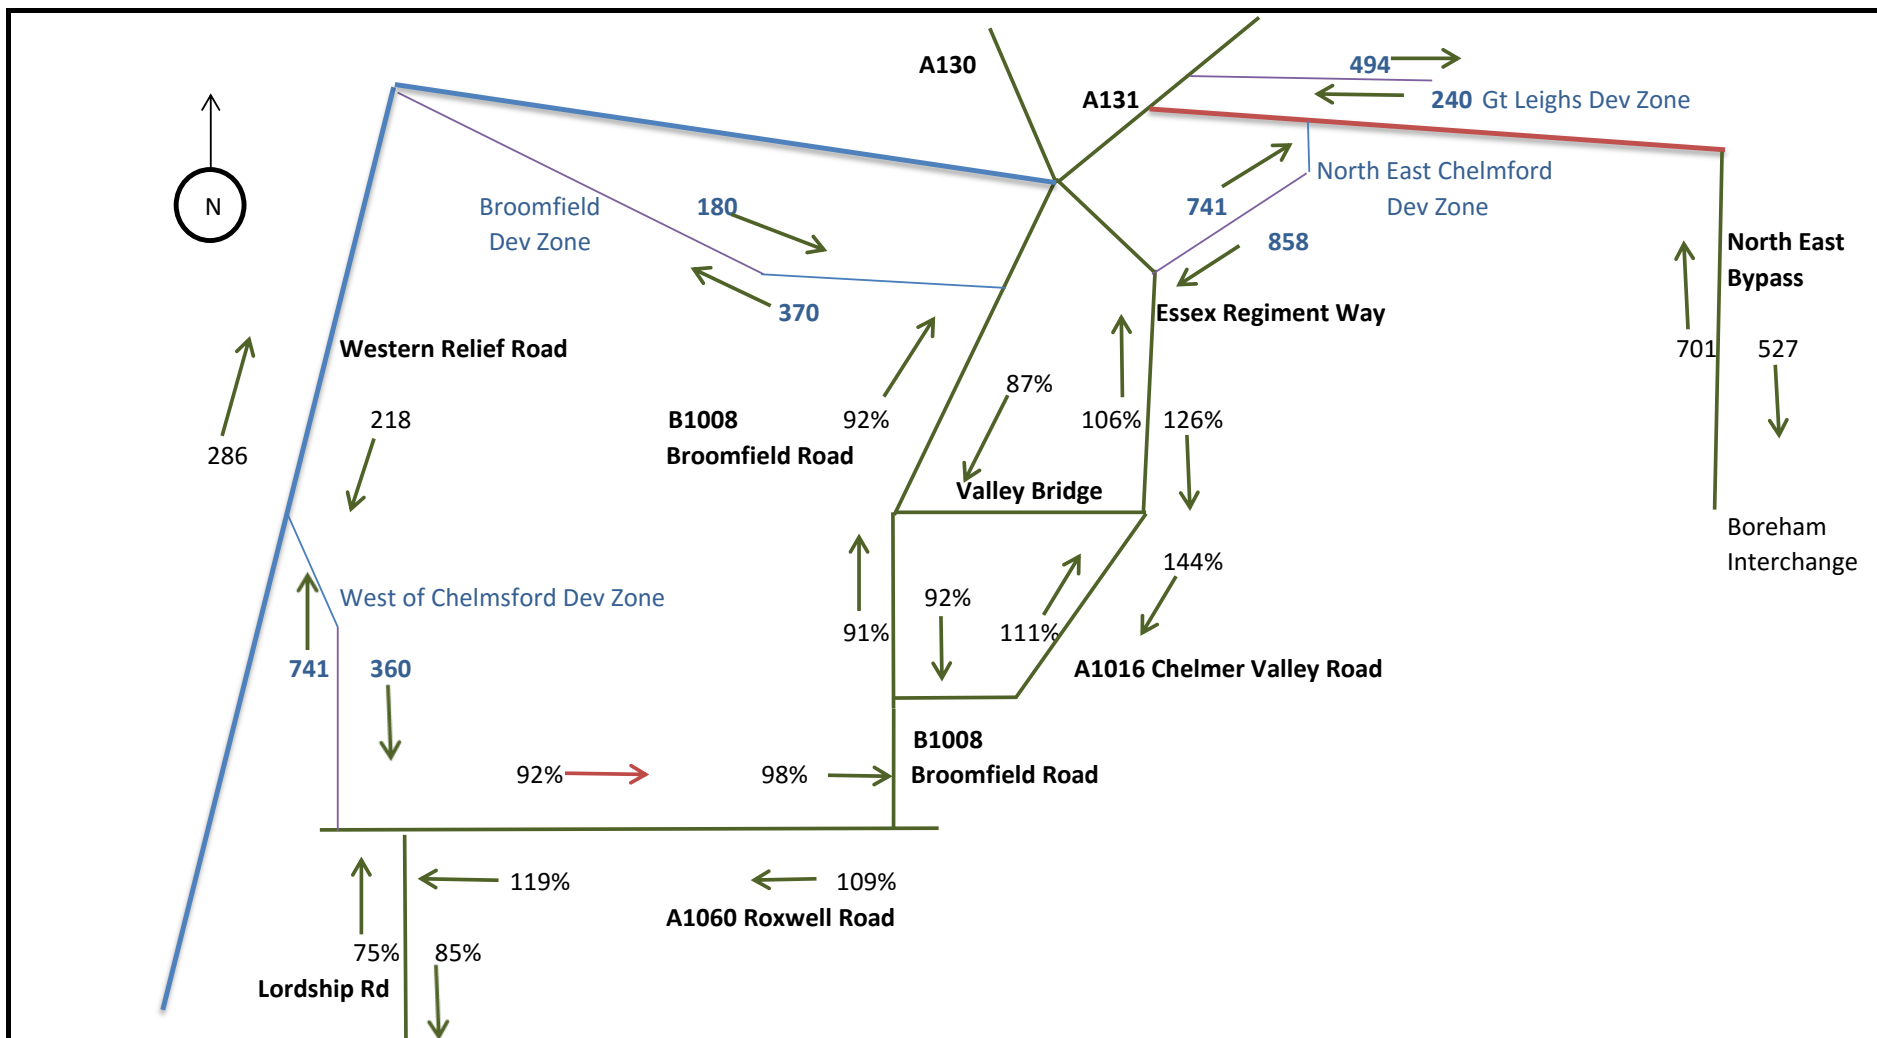 A130
494
A131
240 Gt Leighs Dev Zone
North East Chelmford
Dev Zone
N
Broomfield
Dev Zone
180
741
858
North East
Bypass
370
Essex Regiment Way
Western Relief Road
701
527
87%
218
B1008
Broomfield Road
92%
106%
126%
286
Valley Bridge
Boreham
Interchange
144%
West of Chelmsford Dev Zone
92%
91%
111%
741
360
A1016 Chelmer Valley Road
B1008
Broomfield Road
92%
98%
119%
109%
A1060 Roxwell Road
75%
85%
Lordship Rd